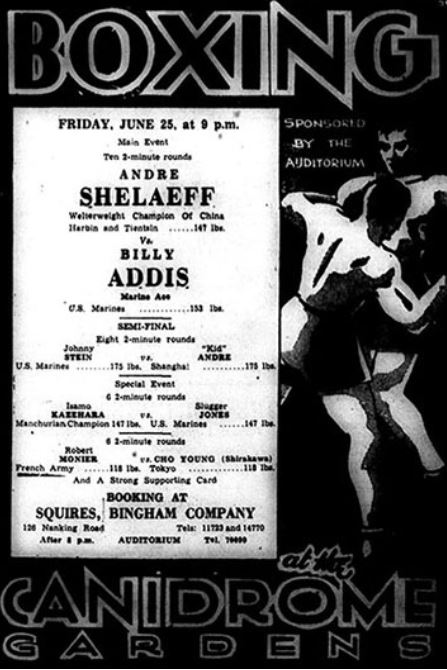 BOXING
FRIDAY, JUNE 25, at 9 p.m.
Main Event
Ten 2-minute rounds
ANDRE
SHELAEFF
Welterweight Champion Of China
Harbin and Tientsin ......147 lbs.
Vs.
BILLY
ADDIS
Marine Ace
U.S. Marines ............153 lbs.
SEMI-FINAL
Eight 2-minute rounds
Johnny "Kid"
STEIN vs. ANDRE
U.S. Marines ........175 lbs. Shanghai ............175 lbs.
Special Event
6 2-minute rounds
Isamo Slugger
KAZEHARA vs. JONES
Manchurian Champion 147 lbs. U.S. Marines ......147 lbs.
6 2-minute rounds
Robert
MONIER vs. CHO YOUNG (Shirakawa)
French Army ......118 lbs. Tokyo ..............118 lbs.
And A Strong Supporting Card
BOOKING AT
SQUIRES, BINGHAM COMPANY
126 Nanking Road Tels: 11723 and 14770
After 8 p.m. AUDITORIUM Tel. 70000
SPONSORED
BY THE
AUDITORIUM
at the
CANIDROME
GARDENS